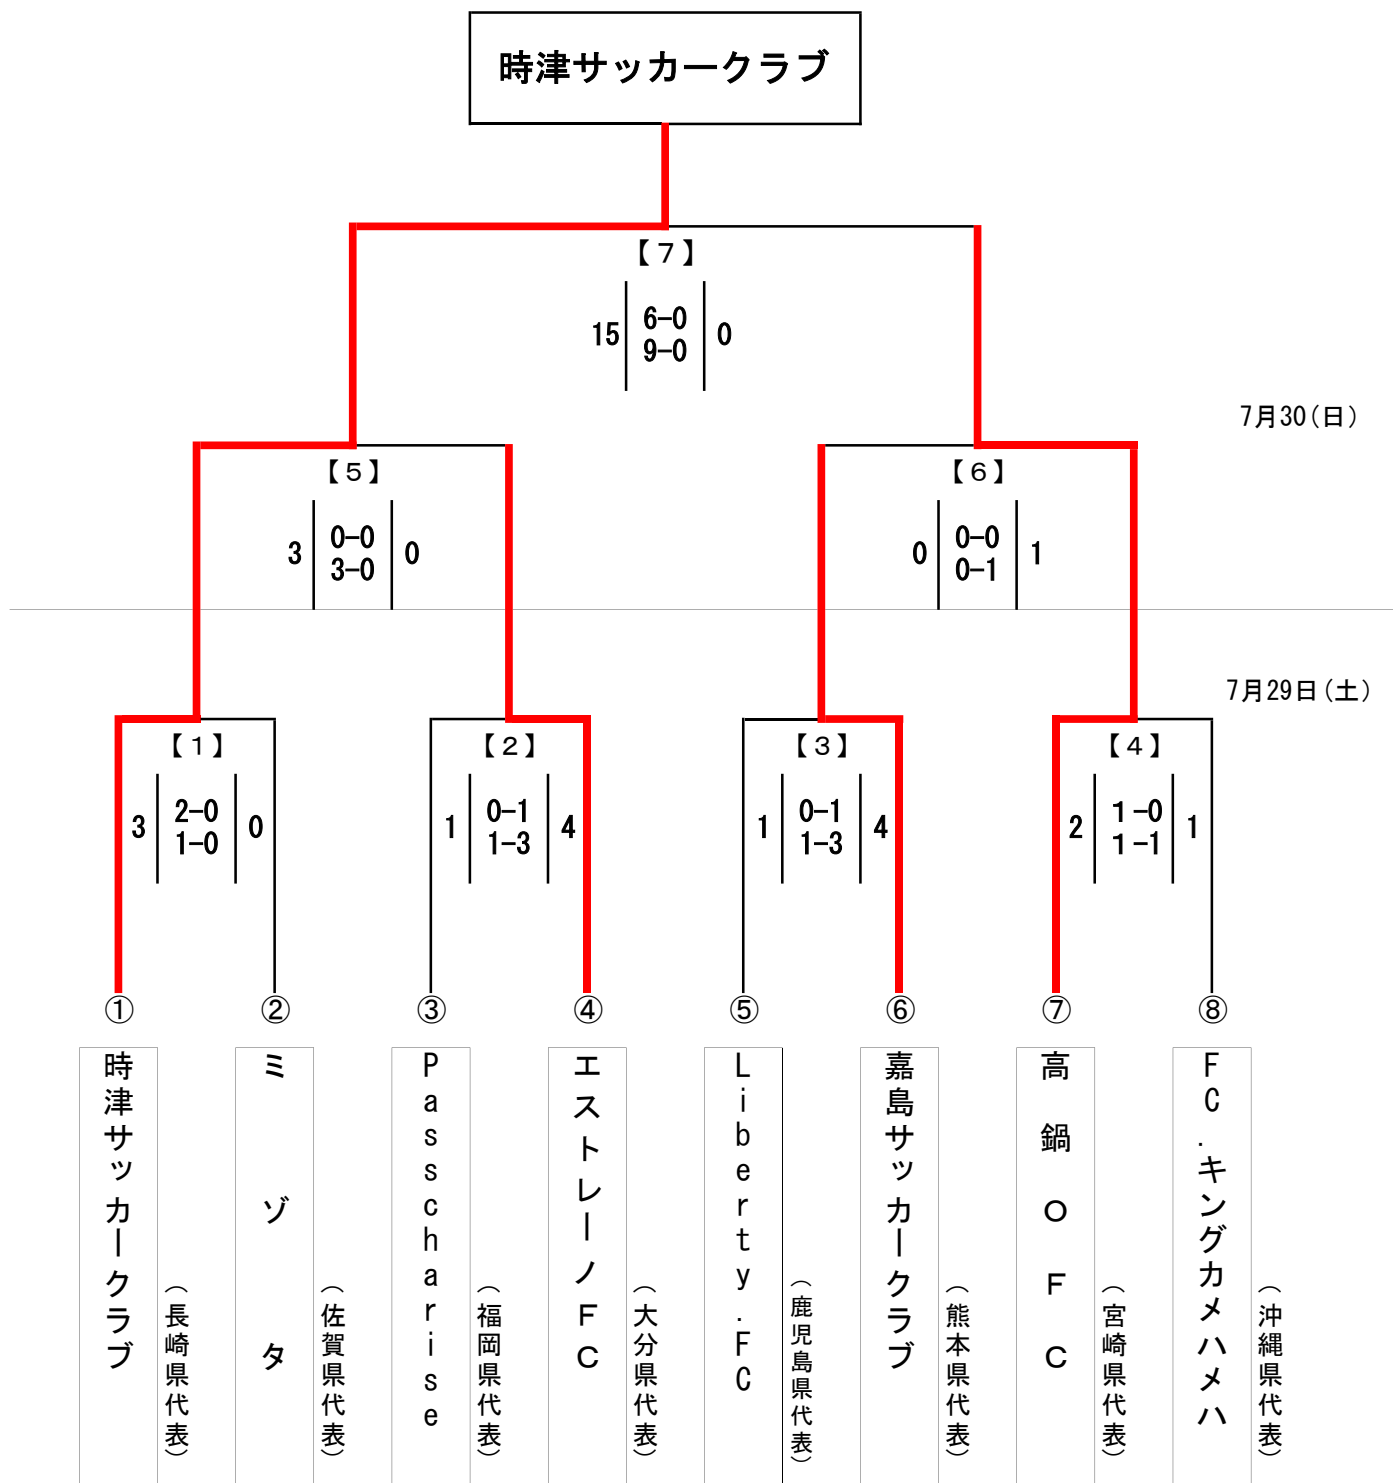 時津サッカークラブ
【7】
15 6-0 0
9-0
7月30(日)
【5】
3 0-0 0
3-0
【6】
0 0-0 1
0-1
7月29日(土)
【1】
3 2-0 0
1-0
【2】
1 0-1 4
1-3
【3】
1 0-1 4
1-3
【4】
2 1-0 1
1-1
① ② ③ ④ ⑤ ⑥ ⑦ ⑧
時津サッカークラブ
(長崎県代表)
ミゾタ
(佐賀県代表)
Passcharise
(福岡県代表)
エストレーノFC
(大分県代表)
Liberty.FC
(鹿児島県代表)
嘉島サッカークラブ
(熊本県代表)
高鍋OFC
(宮崎県代表)
FC.キングカメハメハ
(沖縄県代表)